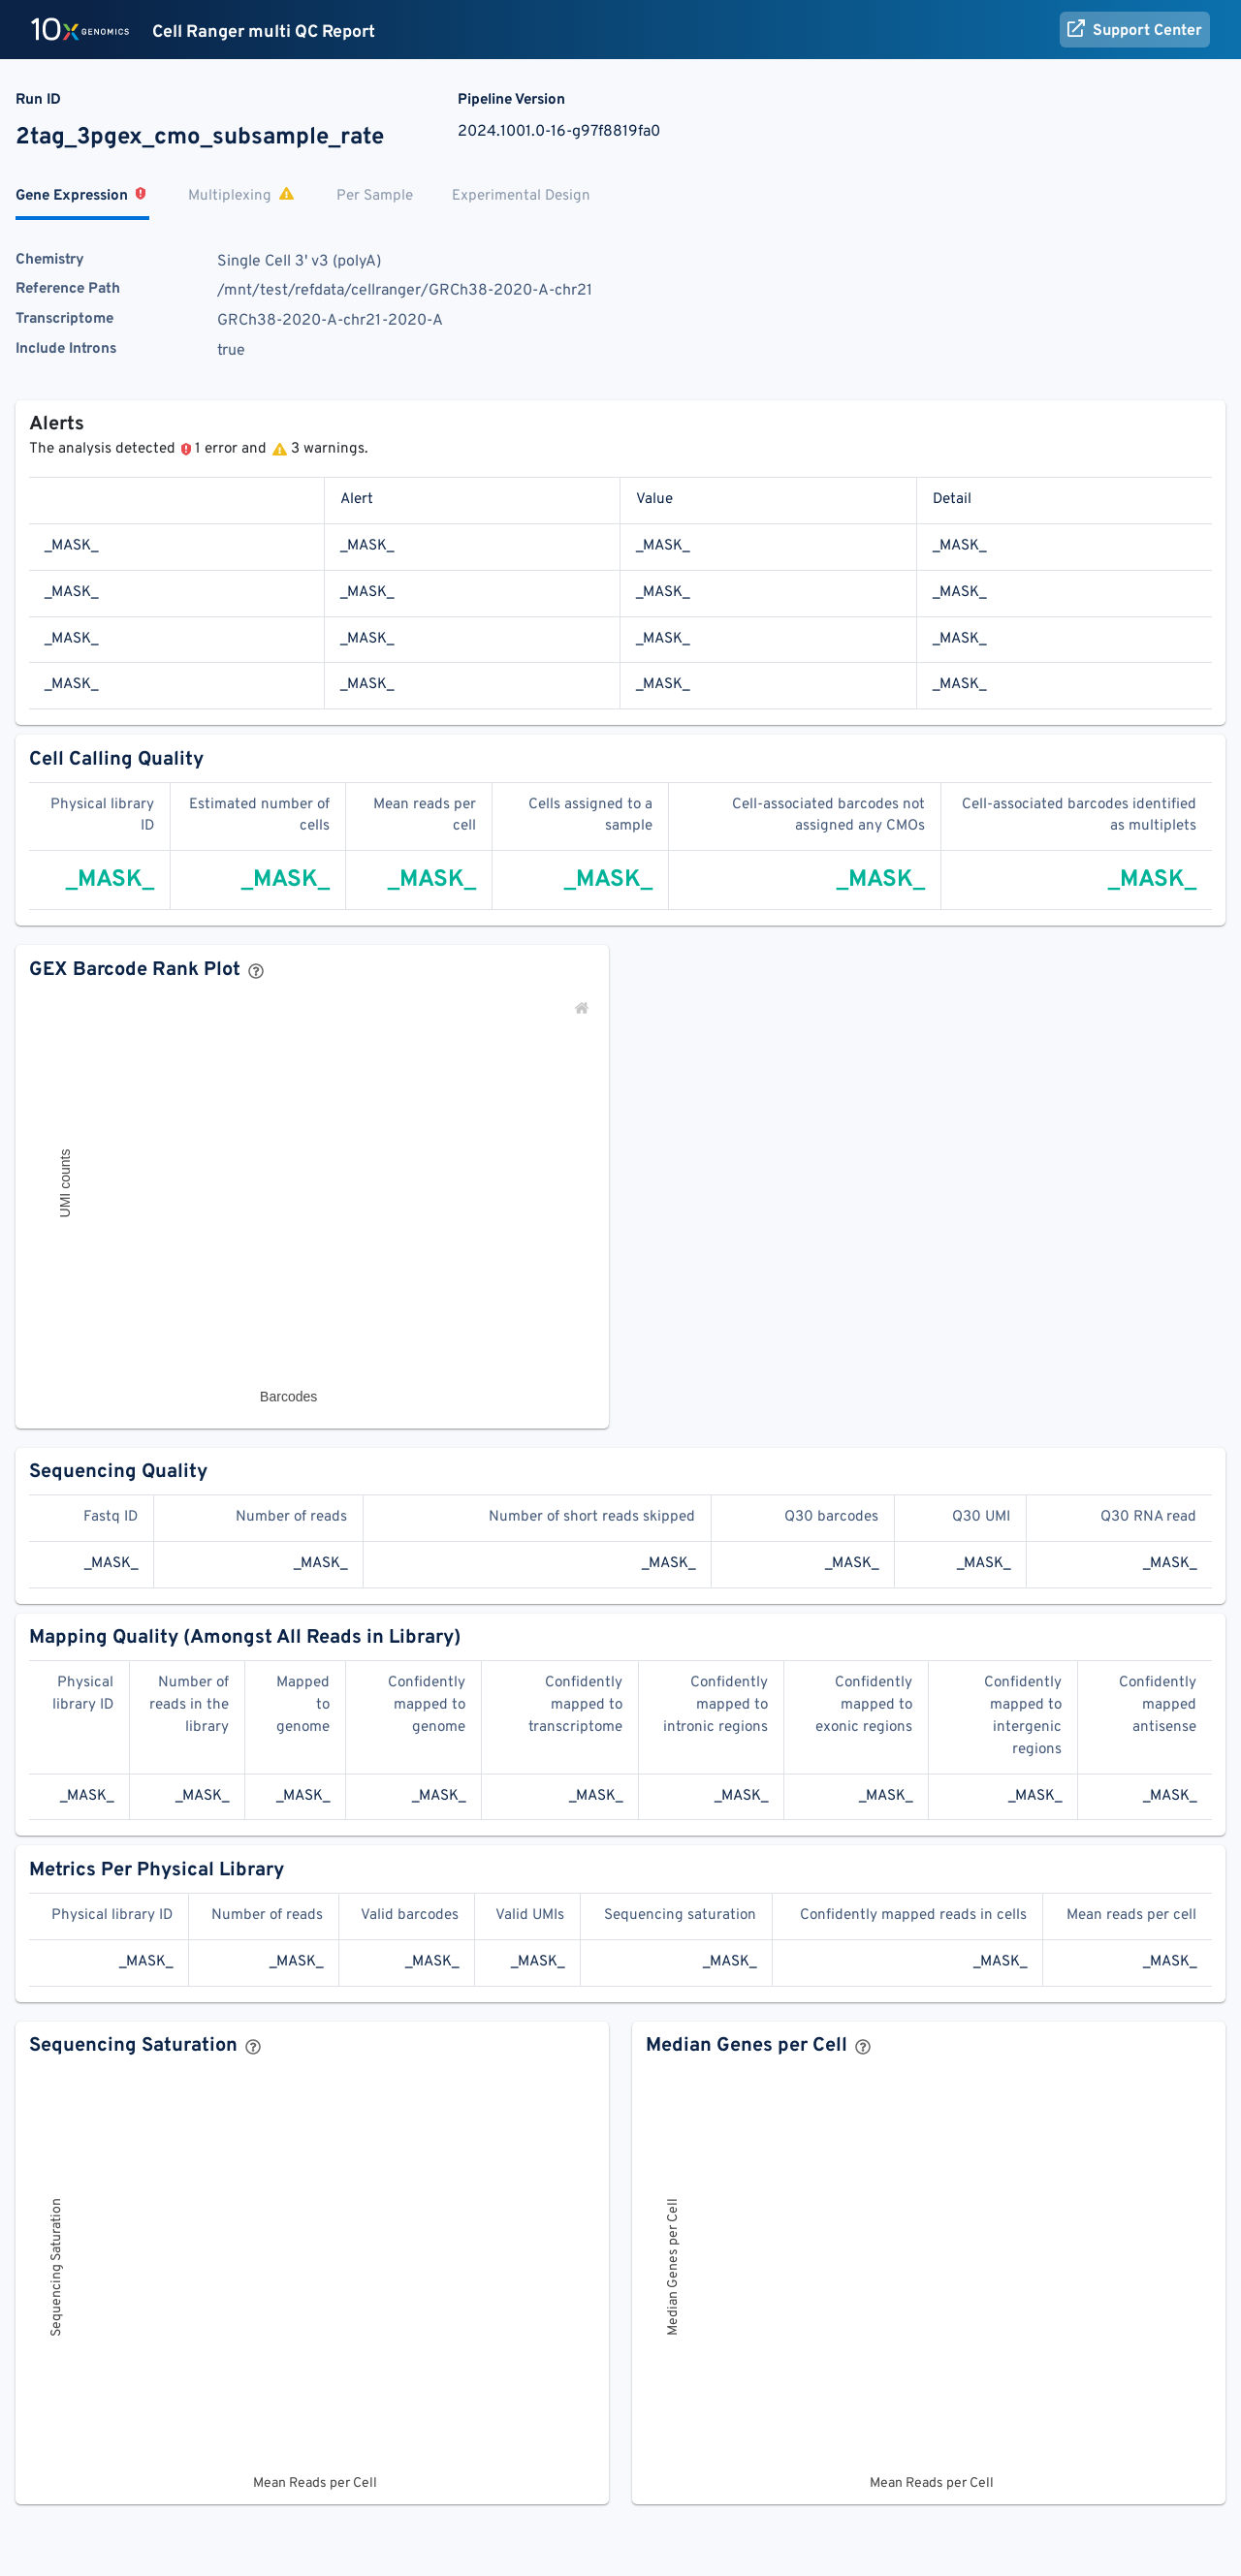 10x GENOMICS Cell Ranger multi QC Report Support Center
Run ID Pipeline Version
2tag_3pgex_cmo_subsample_rate 2024.1001.0-16-g97f8819fa0
Gene Expression Multiplexing Per Sample Experimental Design
Chemistry Single Cell 3' v3 (polyA)
Reference Path /mnt/test/refdata/cellranger/GRCh38-2020-A-chr21
Transcriptome GRCh38-2020-A-chr21-2020-A
Include Introns true
Alerts
The analysis detected 1 error and 3 warnings.
Alert Value Detail
_MASK_ _MASK_ _MASK_ _MASK_
_MASK_ _MASK_ _MASK_ _MASK_
_MASK_ _MASK_ _MASK_ _MASK_
_MASK_ _MASK_ _MASK_ _MASK_
Cell Calling Quality
Physical library Estimated number of Mean reads per Cells assigned to a Cell-associated barcodes not Cell-associated barcodes identified
ID cells cell sample assigned any CMOs as multiplets
_MASK_ _MASK_ _MASK_ _MASK_ _MASK_ _MASK_
GEX Barcode Rank Plot
UMI counts
Barcodes
Sequencing Quality
Fastq ID Number of reads Number of short reads skipped Q30 barcodes Q30 UMI Q30 RNA read
_MASK_ _MASK_ _MASK_ _MASK_ _MASK_ _MASK_
Mapping Quality (Amongst All Reads in Library)
Physical Number of Mapped Confidently Confidently Confidently Confidently Confidently Confidently
library ID reads in the to mapped to mapped to mapped to mapped to mapped to mapped
library genome genome transcriptome intronic regions exonic regions intergenic antisense
regions
_MASK_ _MASK_ _MASK_ _MASK_ _MASK_ _MASK_ _MASK_ _MASK_ _MASK_
Metrics Per Physical Library
Physical library ID Number of reads Valid barcodes Valid UMIs Sequencing saturation Confidently mapped reads in cells Mean reads per cell
_MASK_ _MASK_ _MASK_ _MASK_ _MASK_ _MASK_ _MASK_
Sequencing Saturation Median Genes per Cell
Sequencing Saturation Median Genes per Cell
Mean Reads per Cell Mean Reads per Cell